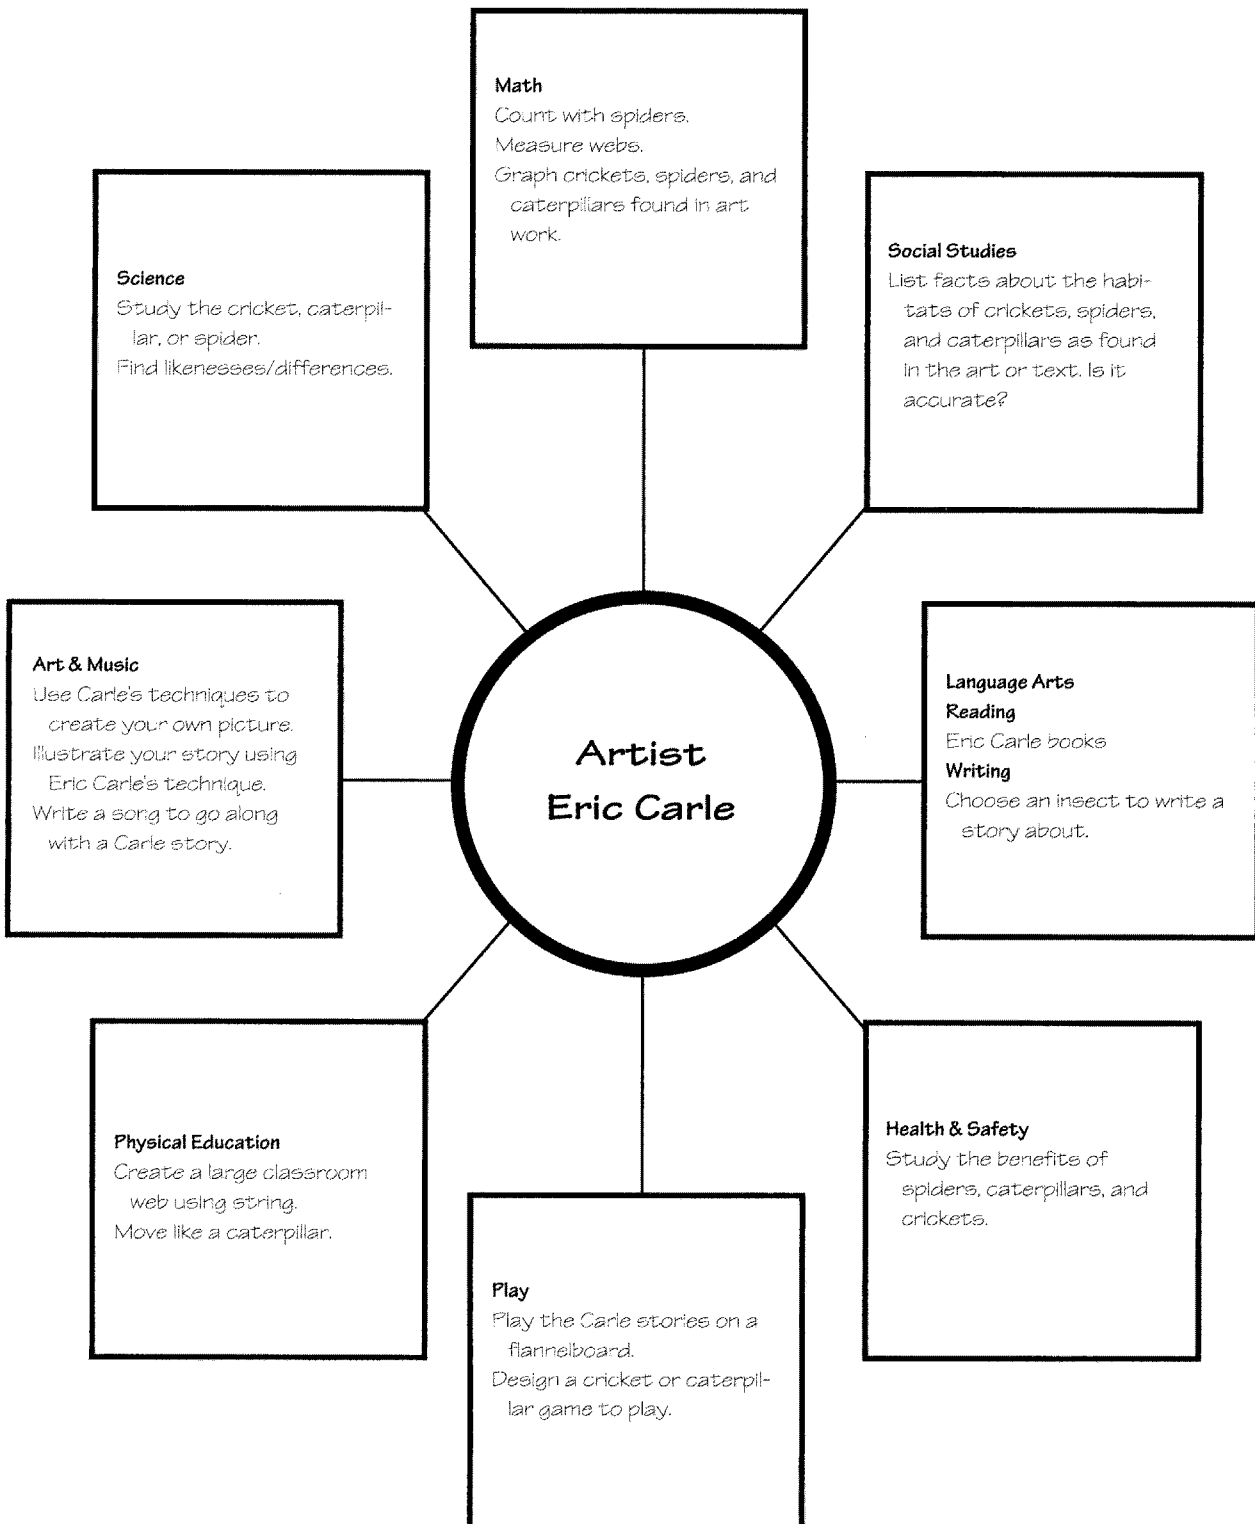 Math
Count with spiders.
Measure webs.
Graph crickets, spiders, and
caterpillars found in art
work.
Science
Study the cricket, caterpil-
lar, or spider.
Find likenesses/differences.
Social Studies
List facts about the habi-
tats of crickets, spiders,
and caterpillars as found
in the art or text. Is it
accurate?
Art & Music
Use Carle's techniques to
create your own picture.
Illustrate your story using
Eric Carle's technique.
Write a song to go along
with a Carle story.
Artist
Eric Carle
Language Arts
Reading
Eric Carle books
Writing
Choose an insect to write a
story about.
Physical Education
Create a large classroom
web using string.
Move like a caterpillar.
Health & Safety
Study the benefits of
spiders, caterpillars, and
crickets.
Play
Play the Carle stories on a
flannelboard.
Design a cricket or caterpil-
lar game to play.